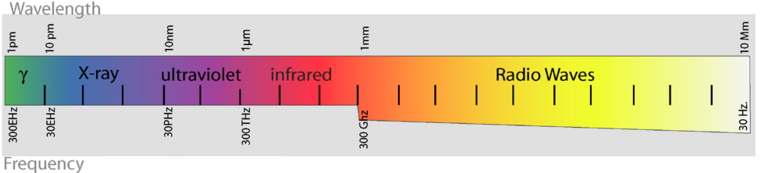 Wavelength
1pm 10 pm 10nm 1µm 1mm 10 Mm
γ X-ray ultraviolet infrared Radio Waves
300EHz 30EHz 30PHz 300 THz 300 Ghz 30 Hz.
Frequency